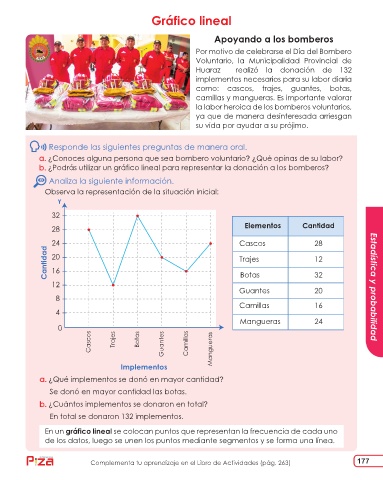 Gráfico lineal
Apoyando a los bomberos
Por motivo de celebrarse el Día del Bombero
Voluntario, la Municipalidad Provincial de
Huaraz realizó la donación de 132
implementos necesarios para su labor diaria
como: cascos, trajes, guantes, botas,
camillas y mangueras. Es importante valorar
la labor heroica de los bomberos voluntarios,
ya que de manera desinteresada arriesgan
su vida por ayudar a su prójimo.
Responde las siguientes preguntas de manera oral.
a. ¿Conoces alguna persona que sea bombero voluntario? ¿Qué opinas de su labor?
b. ¿Podrás utilizar un gráfico lineal para representar la donación a los bomberos?
Analiza la siguiente información.
Observa la representación de la situación inicial:
Y
32
28
24
20
16
12
8
4
0
Cantidad
Cascos
Trajes
Botas
Guantes
Camillas
Mangueras
Implementos
Elementos Cantidad
Cascos 28
Trajes 12
Botas 32
Guantes 20
Camillas 16
Mangueras 24
Estadística y probabilidad
a. ¿Qué implementos se donó en mayor cantidad?
Se donó en mayor cantidad las botas.
b. ¿Cuántos implementos se donaron en total?
En total se donaron 132 implementos.
En un gráfico lineal se colocan puntos que representan la frecuencia de cada uno
de los datos, luego se unen los puntos mediante segmentos y se forma una línea.
Complementa tu aprendizaje en el Libro de Actividades (pág. 263)
177